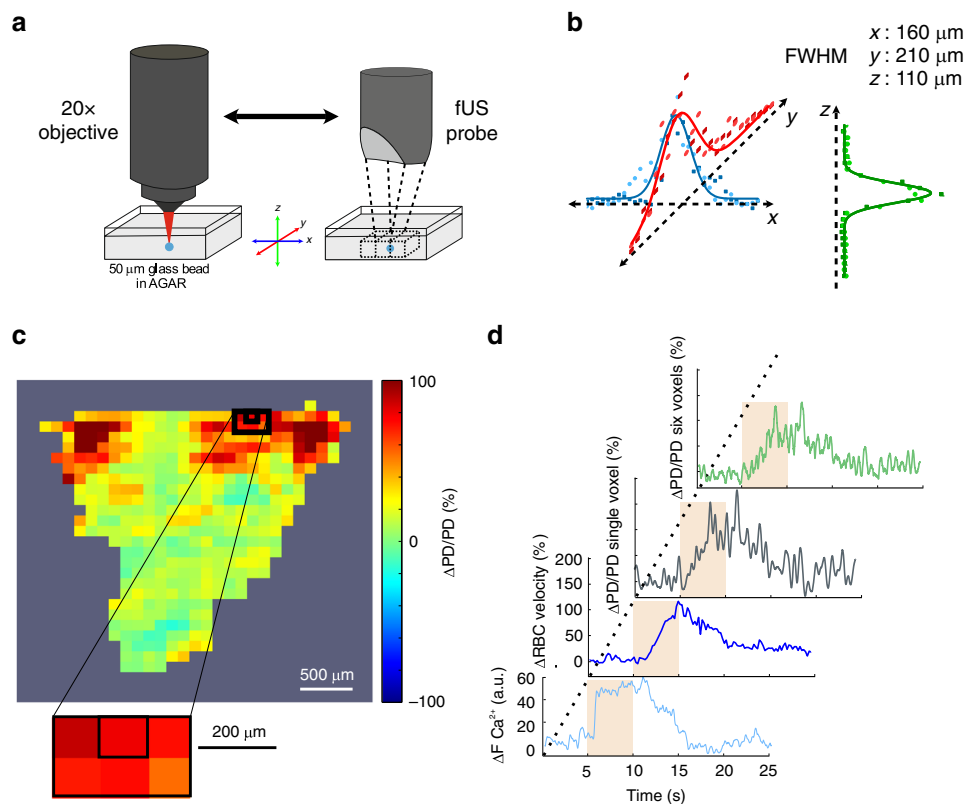 a
20×
objective
fUS
probe
z
y
x
50 μm glass bead
in AGAR
b
FWHM
x : 160 μm
y : 210 μm
z : 110 μm
y
x
z
c
100
0
−100
ΔPD/PD (%)
500 μm
200 μm
d
ΔPD/PD six voxels (%)
ΔPD/PD single voxel (%)
ΔRBC velocity (%)
200
150
100
50
0
ΔF Ca²⁺ (a.u.)
60
40
20
0
5
10
15
20
25
Time (s)